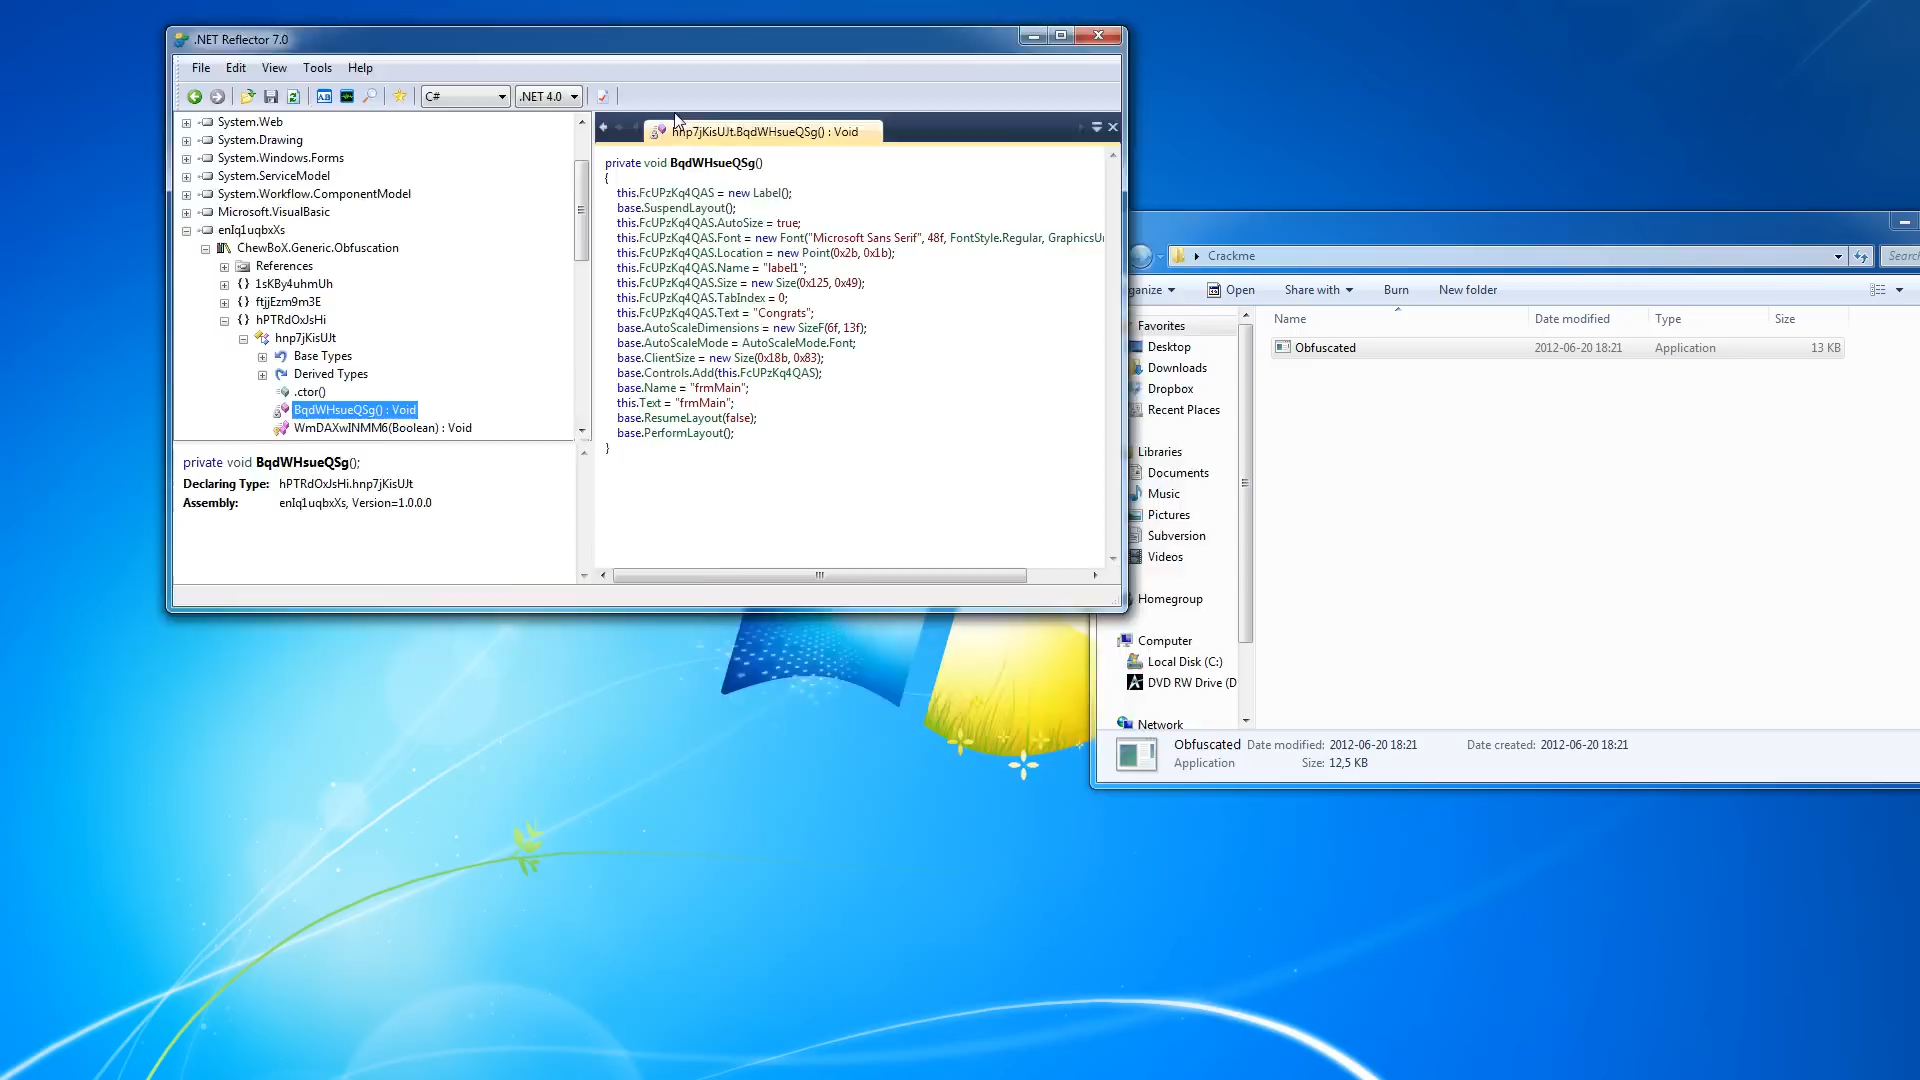 .NET Reflector 7.0
File Edit View Tools Help
C# .NET 4.0
System.Web
System.Drawing
System.Windows.Forms
System.ServiceModel
System.Workflow.ComponentModel
Microsoft.VisualBasic
enIq1uqbxXs
ChewBoX.Generic.Obfuscation
References
1sKBy4uhmUh
ftjjEzm9m3E
hPTRdOxJsHi
hnp7jKisUJt
Base Types
Derived Types
.ctor()
BqdWHsueQSg() : Void
WmDAXwINMM6(Boolean) : Void
private void BqdWHsueQSg();
Declaring Type: hPTRdOxJsHi.hnp7jKisUJt
Assembly: enIq1uqbxXs, Version=1.0.0.0
hnp7jKisUJt.BqdWHsueQSg() : Void
private void BqdWHsueQSg()
{
this.FcUPzKq4QAS = new Label();
base.SuspendLayout();
this.FcUPzKq4QAS.AutoSize = true;
this.FcUPzKq4QAS.Font = new Font("Microsoft Sans Serif", 48f, FontStyle.Regular, GraphicsU
this.FcUPzKq4QAS.Location = new Point(0x2b, 0x1b);
this.FcUPzKq4QAS.Name = "label1";
this.FcUPzKq4QAS.Size = new Size(0x125, 0x49);
this.FcUPzKq4QAS.TabIndex = 0;
this.FcUPzKq4QAS.Text = "Congrats";
base.AutoScaleDimensions = new SizeF(6f, 13f);
base.AutoScaleMode = AutoScaleMode.Font;
base.ClientSize = new Size(0x18b, 0x83);
base.Controls.Add(this.FcUPzKq4QAS);
base.Name = "frmMain";
this.Text = "frmMain";
base.ResumeLayout(false);
base.PerformLayout();
}
Crackme Searc
ganize Open Share with Burn New folder
Favorites
Desktop
Downloads
Dropbox
Recent Places
Libraries
Documents
Music
Pictures
Subversion
Videos
Homegroup
Computer
Local Disk (C:)
DVD RW Drive (D
Network
Name Date modified Type Size
Obfuscated 2012-06-20 18:21 Application 13 KB
Obfuscated Date modified: 2012-06-20 18:21 Date created: 2012-06-20 18:21
Application Size: 12,5 KB